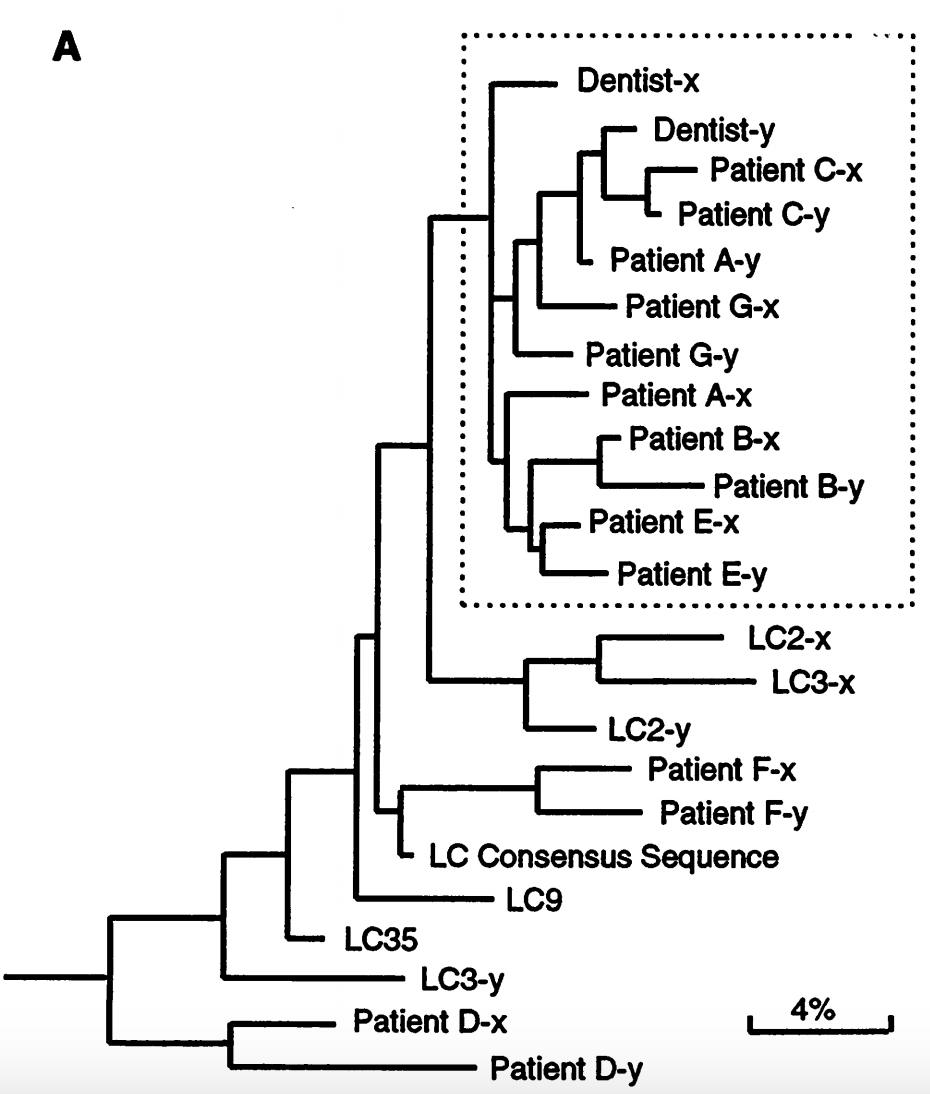 A
Dentist-x
Dentist-y
Patient C-x
Patient C-y
Patient A-y
Patient G-x
Patient G-y
Patient A-x
Patient B-x
Patient B-y
Patient E-x
Patient E-y
LC2-x
LC3-x
LC2-y
Patient F-x
Patient F-y
LC Consensus Sequence
LC9
LC35
LC3-y
4%
Patient D-x
Patient D-y